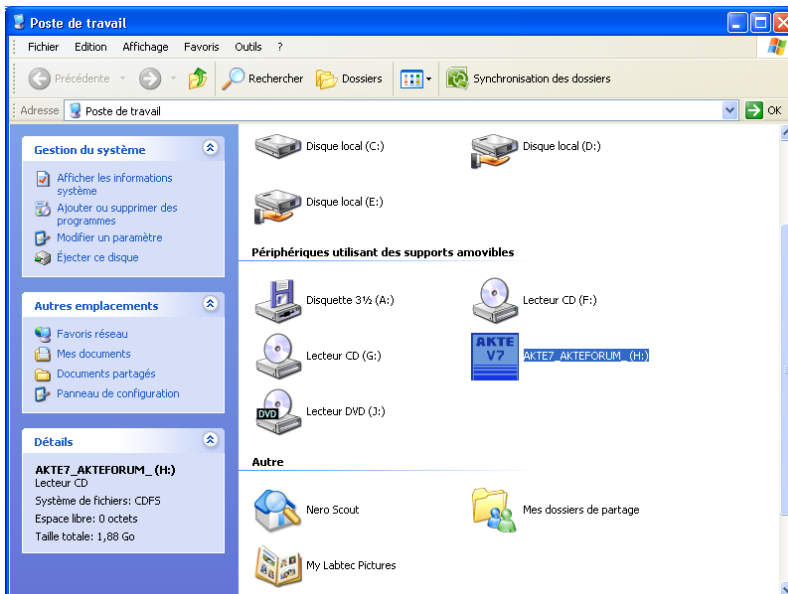 Poste de travail
Fichier Edition Affichage Favoris Outils ?
Précédente Rechercher Dossiers Synchronisation des dossiers
Adresse Poste de travail OK
Gestion du système
Afficher les informations
système
Ajouter ou supprimer des
programmes
Modifier un paramètre
Éjecter ce disque
Autres emplacements
Favoris réseau
Mes documents
Documents partagés
Panneau de configuration
Détails
AKTE7_AKTEFORUM_ (H:)
Lecteur CD
Système de fichiers: CDFS
Espace libre: 0 octets
Taille totale: 1,88 Go
Disque local (C:) Disque local (D:)
Disque local (E:)
Périphériques utilisant des supports amovibles
Disquette 3½ (A:) Lecteur CD (F:)
Lecteur CD (G:)
AKTE
V7
AKTE7_AKTEFORUM_ (H:)
DVD
Lecteur DVD (J:)
Autre
Nero Scout Mes dossiers de partage
My Labtec Pictures